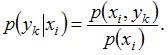 p(y_k|x_i) = p(x_i, y_k) / p(x_i).